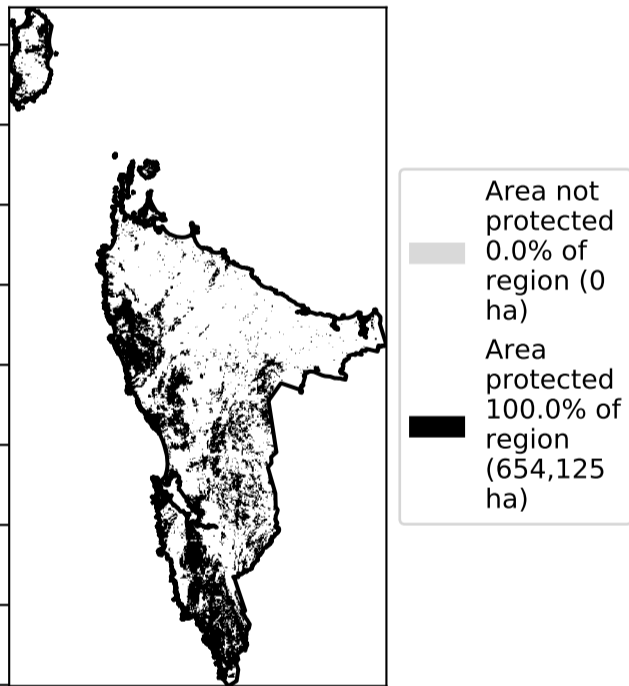 Area not
protected
0.0% of
region (0
ha)
Area
protected
100.0% of
region
(654,125
ha)